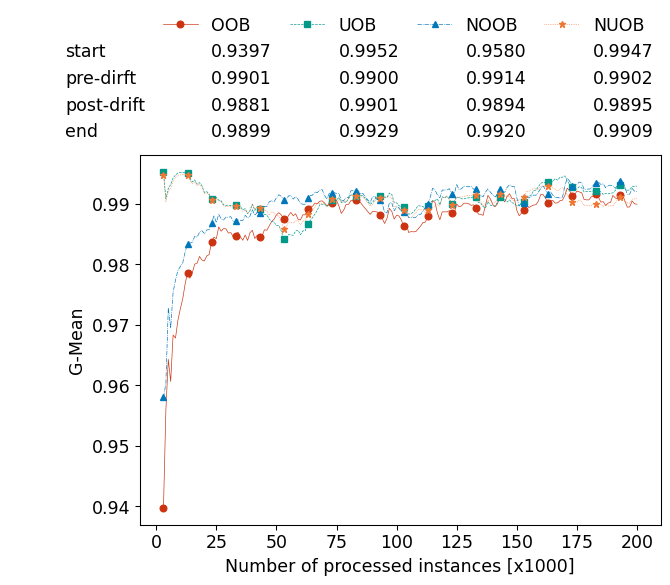 OOB UOB NOOB NUOB
start 0.9397 0.9952 0.9580 0.9947
pre-dirft 0.9901 0.9900 0.9914 0.9902
post-drift 0.9881 0.9901 0.9894 0.9895
end 0.9899 0.9929 0.9920 0.9909
G-Mean
0.99
0.98
0.97
0.96
0.95
0.94
0 25 50 75 100 125 150 175 200
Number of processed instances [x1000]